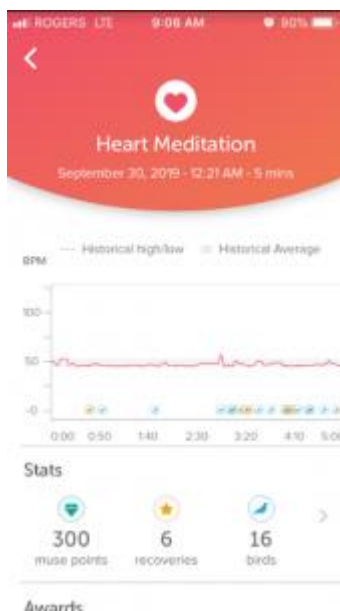 ROGERS LTE 9:06 AM 90%
Heart Meditation
September 30, 2019 - 12:21 AM - 5 mins
Historical high/low Historical Average
BPM
100
50
0
0:00 0:50 1:40 2:30 3:20 4:10 5:00
Stats
300 6 16
muse points recoveries birds
Awards